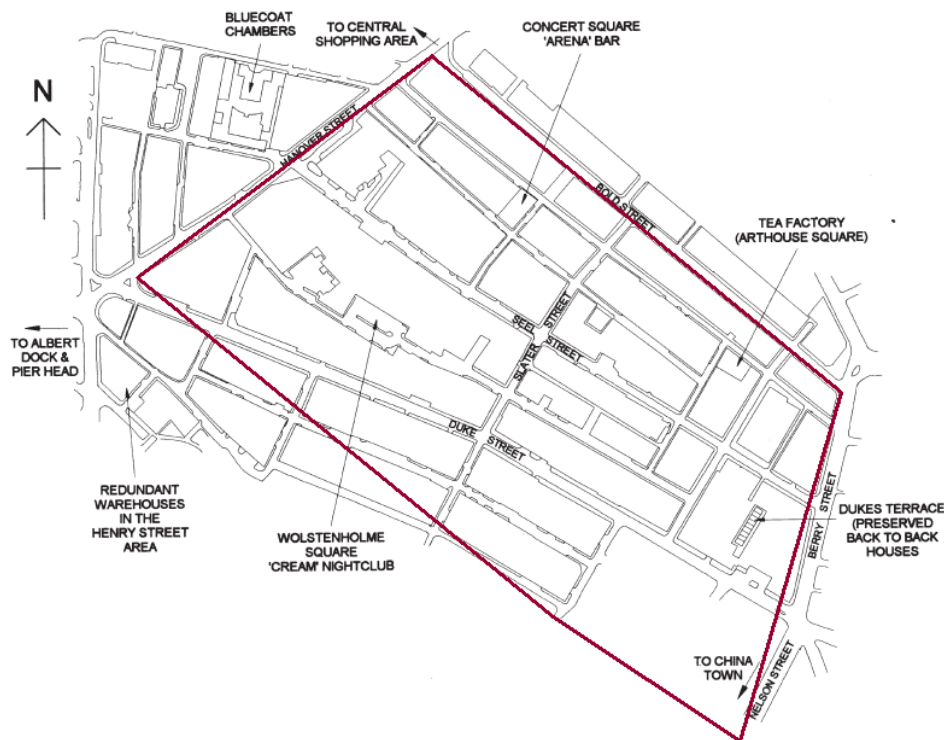 BLUECOAT
CHAMBERS
TO CENTRAL
SHOPPING AREA
CONCERT SQUARE
'ARENA' BAR
N
HANOVER STREET
BOLD STREET
TEA FACTORY
(ARTHOUSE SQUARE)
SEEL STREET
SLATER STREET
TO ALBERT
DOCK &
PIER HEAD
DUKE STREET
REDUNDANT
WAREHOUSES
IN THE
HENRY STREET
AREA
WOLSTENHOLME
SQUARE
'CREAM' NIGHTCLUB
DUKES TERRACE
(PRESERVED
BACK TO BACK
HOUSES
BERRY STREET
TO CHINA
TOWN
NELSON STREET